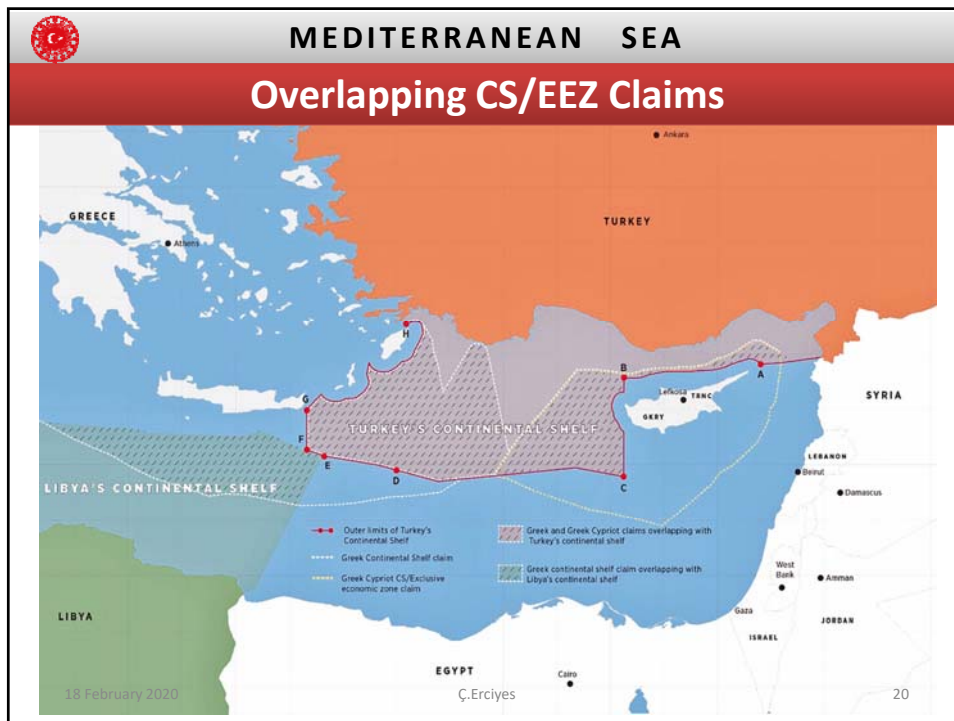 MEDITERRANEAN SEA
Overlapping CS/EEZ Claims
Ankara
GREECE
TURKEY
Athens
H
B
A
Lefkosa
TRNC
SYRIA
G
GKRY
TURKEY'S CONTINENTAL SHELF
F
E
LEBANON
D
C
Beirut
LIBYA'S CONTINENTAL SHELF
Damascus
Outer limits of Turkey's
Continental Shelf
Greek Continental Shelf claim
Greek Cypriot CS/Exclusive
economic zone claim
Greek and Greek Cypriot claims overlapping with
Turkey's continental shelf
Greek continental shelf claim overlapping with
Libya's continental shelf
West
Bank
Amman
Gaza
LIBYA
JORDAN
ISRAEL
EGYPT
Cairo
18 February 2020
Ç.Erciyes
20